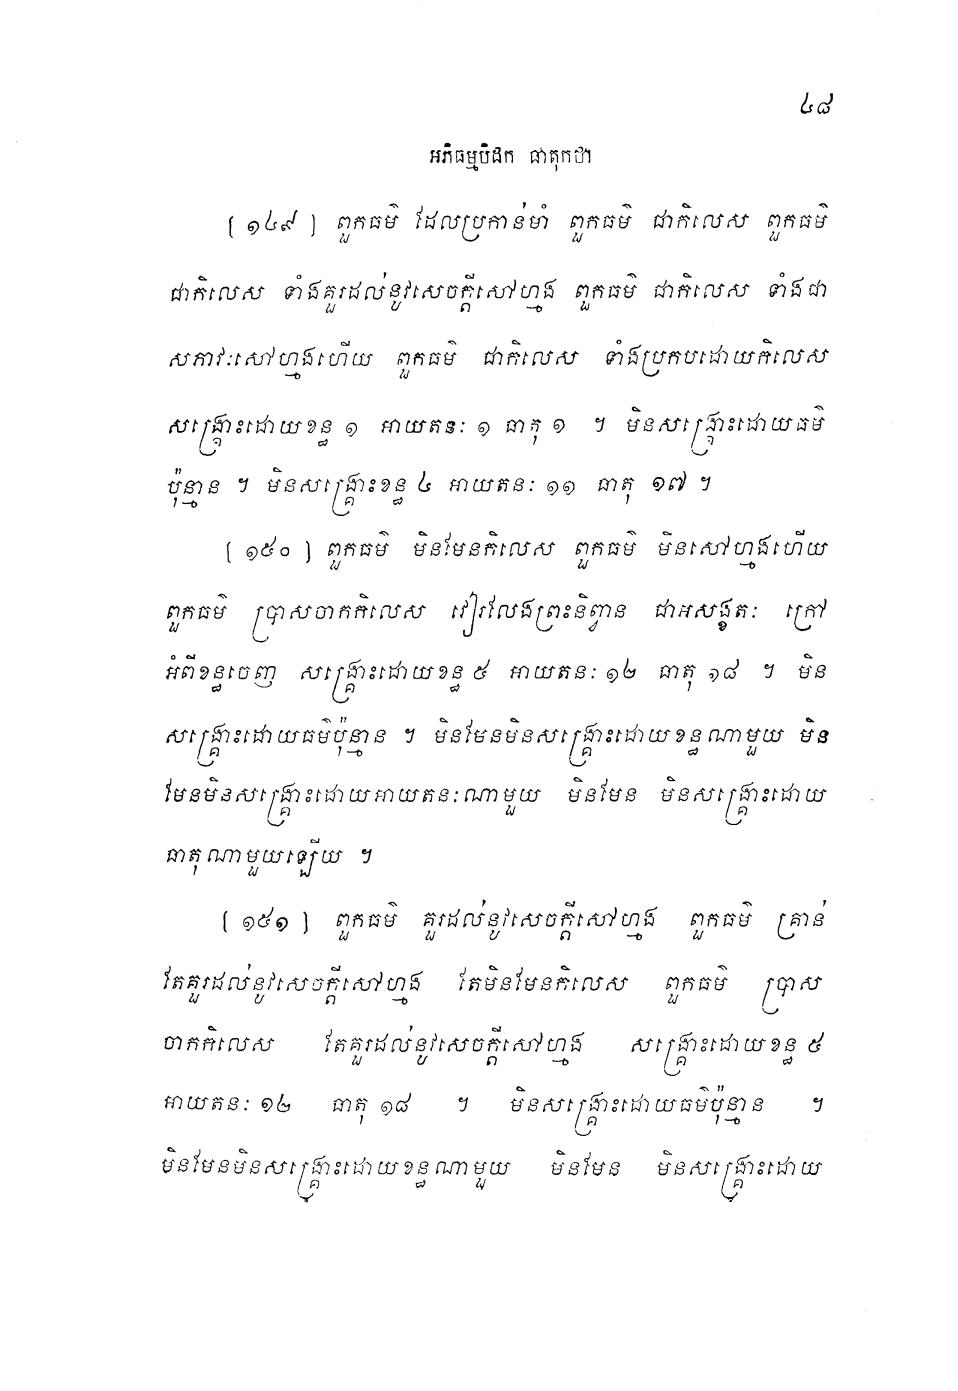 ៤៨
អភិធម្មបិដក ធាតុកថា
[ ១៤៩ ] ពួកធម៌ ដែលប្រកាន់មាំ ពួកធម៌ ជាកិលេស ពួកធម៌
ជាកិលេស ទាំងគួរដល់នូវសេចក្តីសៅហ្មង ពួកធម៌ ជាកិលេស ទាំងជា
សភាវៈសៅហ្មងហើយ ពួកធម៌ ជាកិលេស ទាំងប្រកបដោយកិលេស
សង្គ្រោះដោយខន្ធ ១ អាយតនៈ ១ ធាតុ ១ ។ មិនសង្គ្រោះដោយធម៌
ប៉ុន្មាន ។ មិនសង្គ្រោះខន្ធ ៤ អាយតនៈ ១១ ធាតុ ១៧ ។
[ ១៥០ ] ពួកធម៌ មិនមែនកិលេស ពួកធម៌ មិនសៅហ្មងហើយ
ពួកធម៌ ប្រាសចាកកិលេស វៀរលែងព្រះនិព្វាន ជាអសង្ខតៈ ក្រៅ
អំពីខន្ធចេញ សង្គ្រោះដោយខន្ធ ៥ អាយតនៈ ១២ ធាតុ ១៨ ។ មិន
សង្គ្រោះដោយធម៌ប៉ុន្មាន ។ មិនមែនមិនសង្គ្រោះដោយខន្ធណាមួយ មិន
មែនមិនសង្គ្រោះដោយអាយតនៈណាមួយ មិនមែន មិនសង្គ្រោះដោយ
ធាតុណាមួយឡើយ ។
[ ១៥១ ] ពួកធម៌ គួរដល់នូវសេចក្តីសៅហ្មង ពួកធម៌ គ្រាន់
តែគួរដល់នូវសេចក្តីសៅហ្មង តែមិនមែនកិលេស ពួកធម៌ ប្រាស
ចាកកិលេស តែគួរដល់នូវសេចក្តីសៅហ្មង សង្គ្រោះដោយខន្ធ ៥
អាយតនៈ ១២ ធាតុ ១៨ ។ មិនសង្គ្រោះដោយធម៌ប៉ុន្មាន ។
មិនមែនមិនសង្គ្រោះដោយខន្ធណាមួយ មិនមែន មិនសង្គ្រោះដោយ